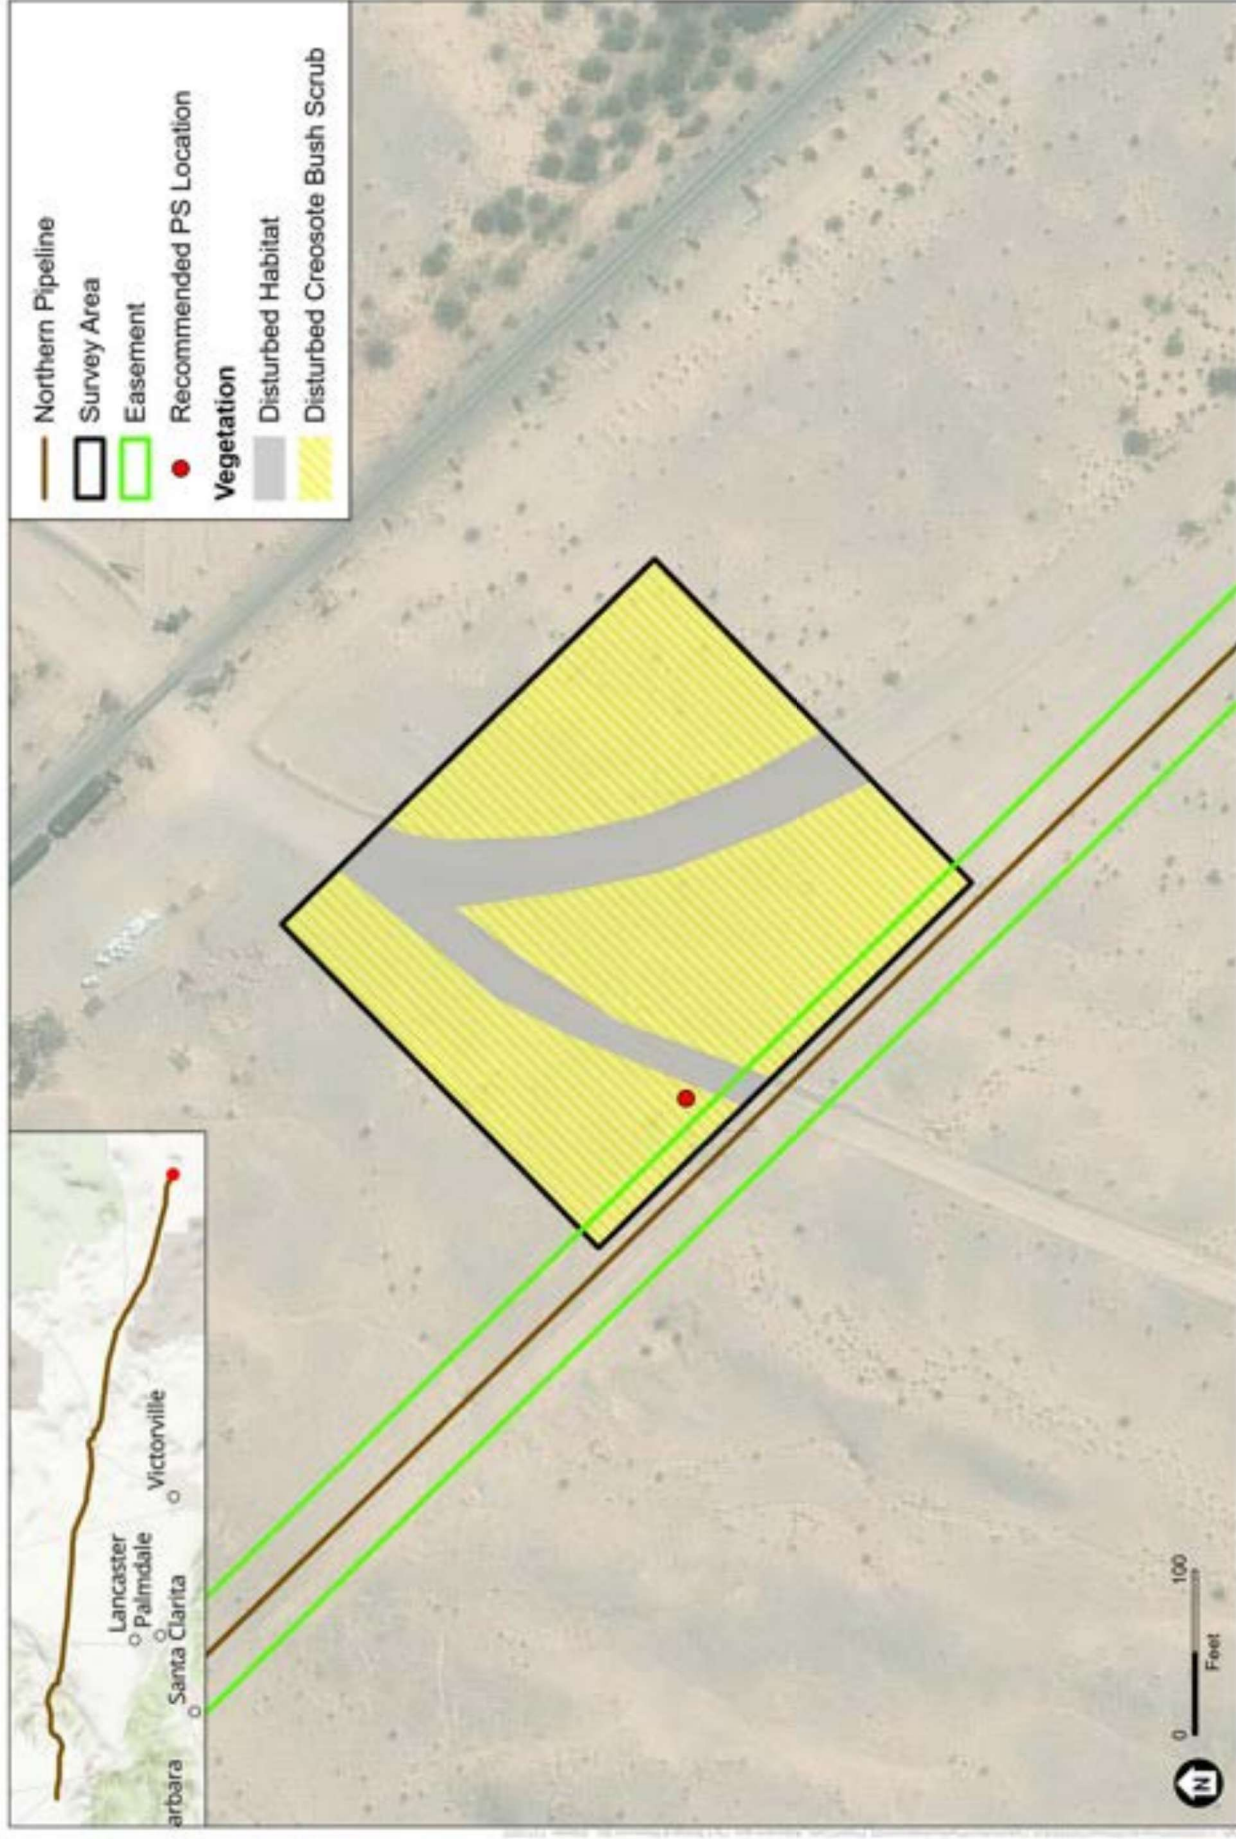 Northern Pipeline
Survey Area
Easement
Recommended PS Location
Vegetation
Disturbed Habitat
Disturbed Creosote Bush Scrub
Lancaster
Palmdale
Victorville
Santa Clarita
arbara
N
0 100
Feet